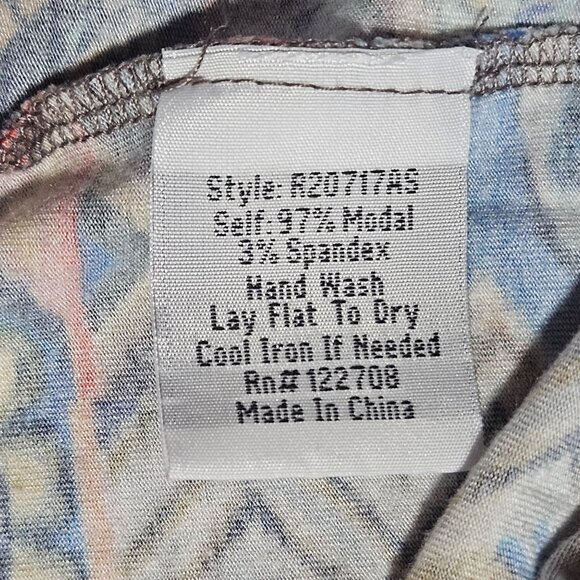 Style: R20717AS
Self: 97% Modal
3% Spandex
Hand Wash
Lay Flat To Dry
Cool Iron If Needed
Rn# 122708
Made In China